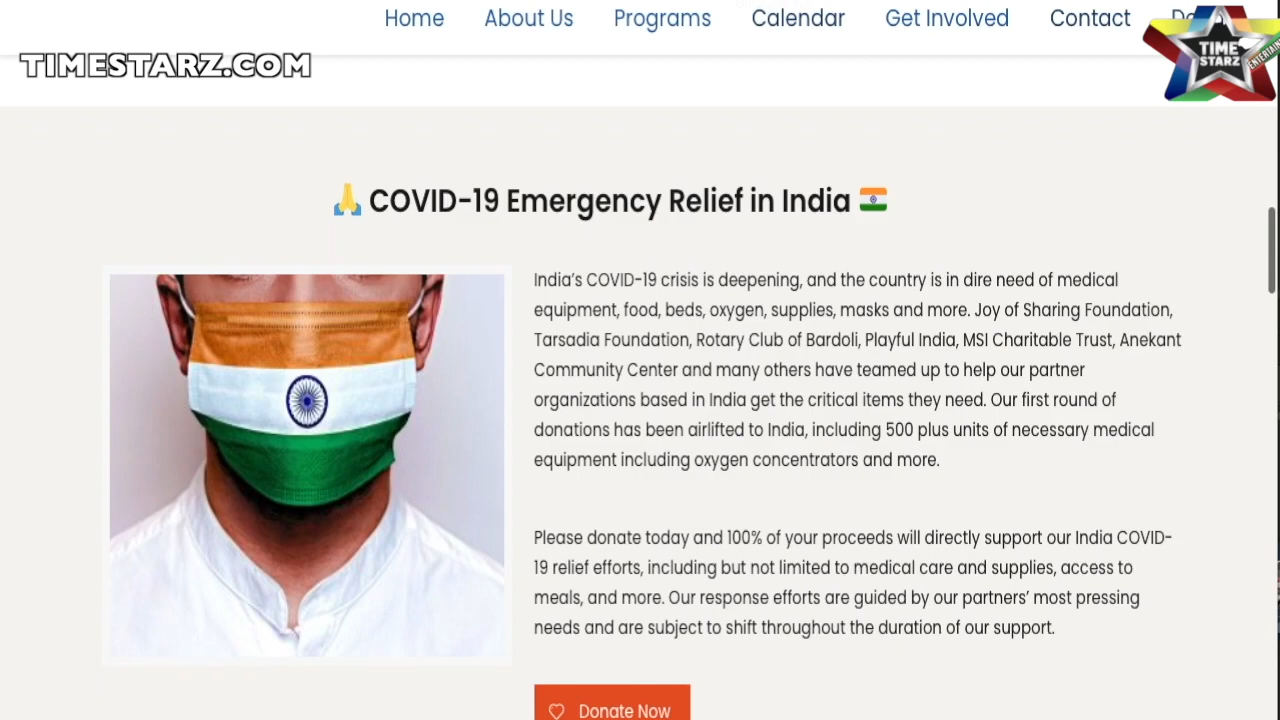 Home About Us Programs Calendar Get Involved Contact
TIMESTARZ.COM
TIME
STARZ
🙏 COVID-19 Emergency Relief in India 🇮🇳
India's COVID-19 crisis is deepening, and the country is in dire need of medical
equipment, food, beds, oxygen, supplies, masks and more. Joy of Sharing Foundation,
Tarsadia Foundation, Rotary Club of Bardoli, Playful India, MSI Charitable Trust, Anekant
Community Center and many others have teamed up to help our partner
organizations based in India get the critical items they need. Our first round of
donations has been airlifted to India, including 500 plus units of necessary medical
equipment including oxygen concentrators and more.
Please donate today and 100% of your proceeds will directly support our India COVID-
19 relief efforts, including but not limited to medical care and supplies, access to
meals, and more. Our response efforts are guided by our partners' most pressing
needs and are subject to shift throughout the duration of our support.
Donate Now